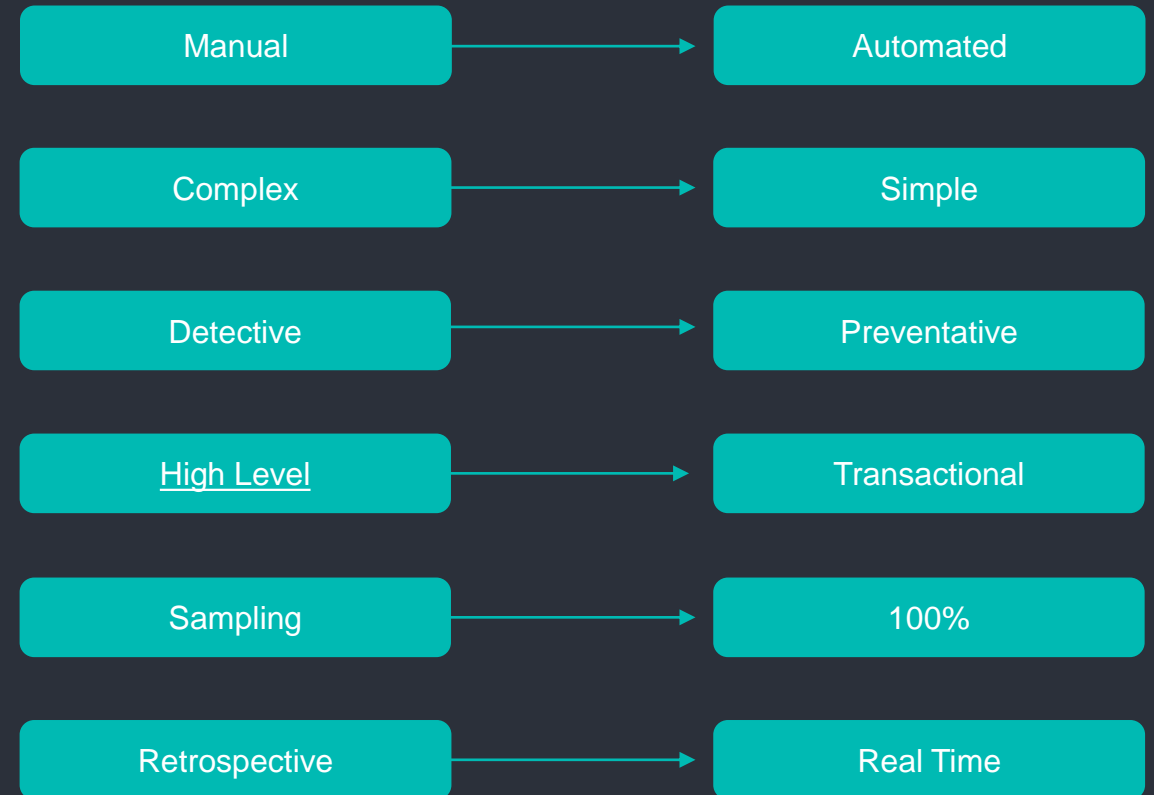 Manual
Automated
Complex
Simple
Detective
Preventative
High Level
Transactional
Sampling
100%
Retrospective
Real Time